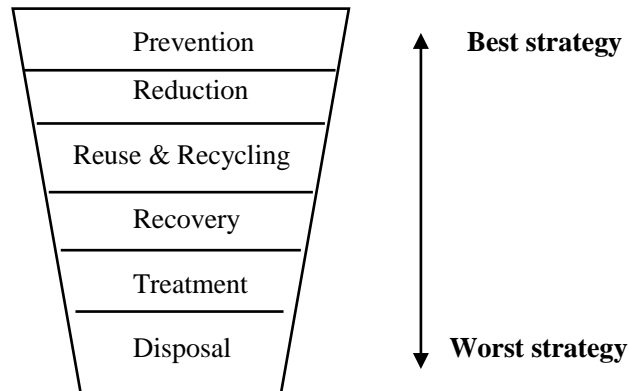 Prevention
Best strategy
Reduction
Reuse & Recycling
Recovery
Treatment
Disposal
Worst strategy